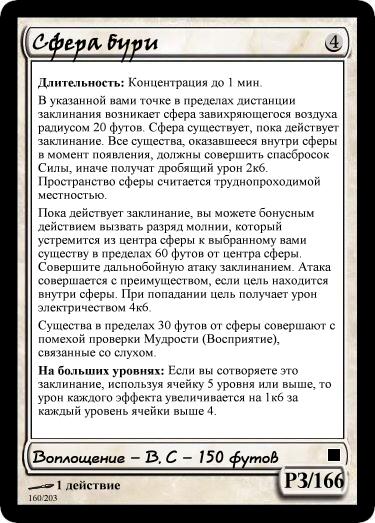 Сфера бури
4
Длительность: Концентрация до 1 мин.
В указанной вами точке в пределах дистанции
заклинания возникает сфера завихряющегося воздуха
радиусом 20 футов. Сфера существует, пока действует
заклинание. Все существа, оказавшееся внутри сферы
в момент появления, должны совершить спасбросок
Силы, иначе получат дробящий урон 2к6.
Пространство сферы считается труднопроходимой
местностью.
Пока действует заклинание, вы можете бонусным
действием вызвать разряд молнии, который
устремится из центра сферы к выбранному вами
существу в пределах 60 футов от центра сферы.
Совершите дальнобойную атаку заклинанием. Атака
совершается с преимуществом, если цель находится
внутри сферы. При попадании цель получает урон
электричеством 4к6.
Существа в пределах 30 футов от сферы совершают с
помехой проверки Мудрости (Восприятие),
связанные со слухом.
На больших уровнях: Если вы сотворяете это
заклинание, используя ячейку 5 уровня или выше, то
урон каждого эффекта увеличивается на 1к6 за
каждый уровень ячейки выше 4.
Воплощение – В, С – 150 футов
1 действие
РЗ/166
160/203